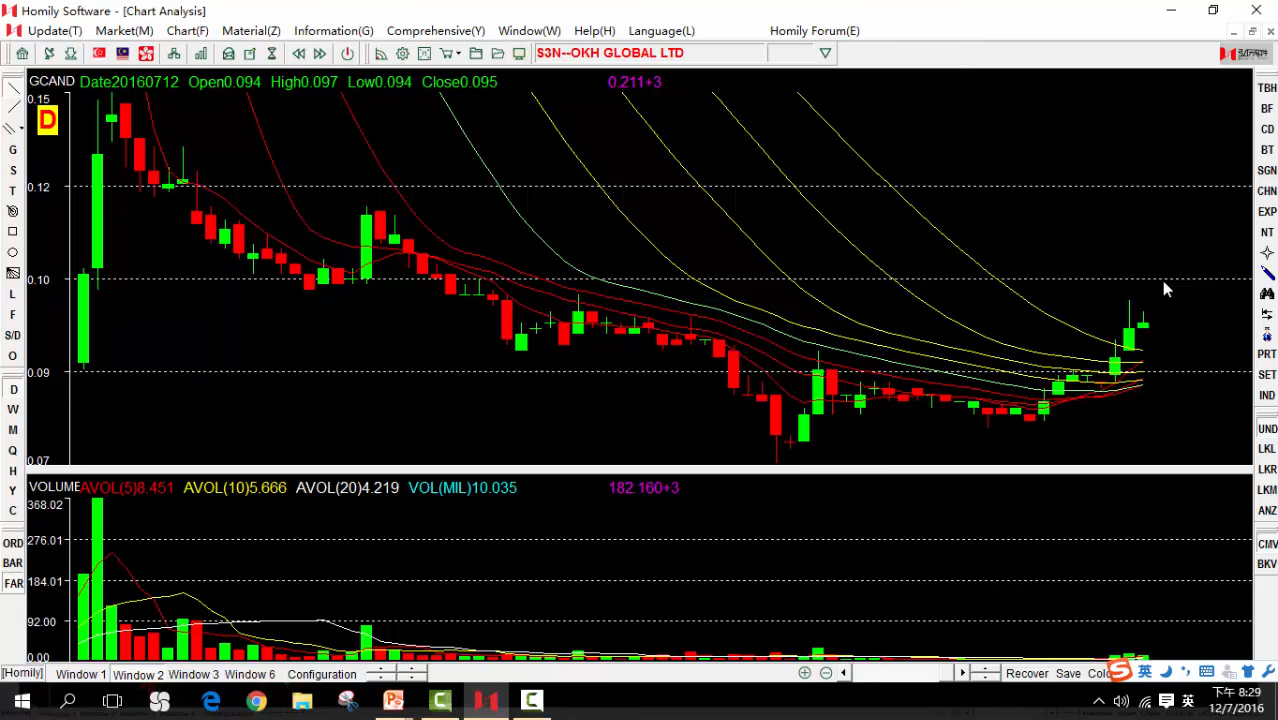 Homily Software - [Chart Analysis]
Update(T) Market(M) Chart(F) Material(Z) Information(G) Comprehensive(Y) Window(W) Help(H) Language(L) Homily Forum(E)
S3N--OKH GLOBAL LTD
GCAND Date20160712 Open0.094 High0.097 Low0.094 Close0.095 0.211+3
D
0.15
0.12
0.10
0.09
0.07
VOLUME AVOL(5)8.451 AVOL(10)5.666 AVOL(20)4.219 VOL(MIL)10.035 182.160+3
368.02
276.01
184.01
92.00
0.00
G
S
T
L
F
S/D
O
D
W
M
Q
H
Y
C
ORD
BAR
FAR
TBH
BF
CD
BT
SGN
CHN
EXP
NT
PRT
SET
IND
UND
LKL
LKR
LKM
ANZ
CMV
BKV
[Homily] Window 1 Window 2 Window 3 Window 6 Configuration Recover Save 英
英 下午 8:29
12/7/2016